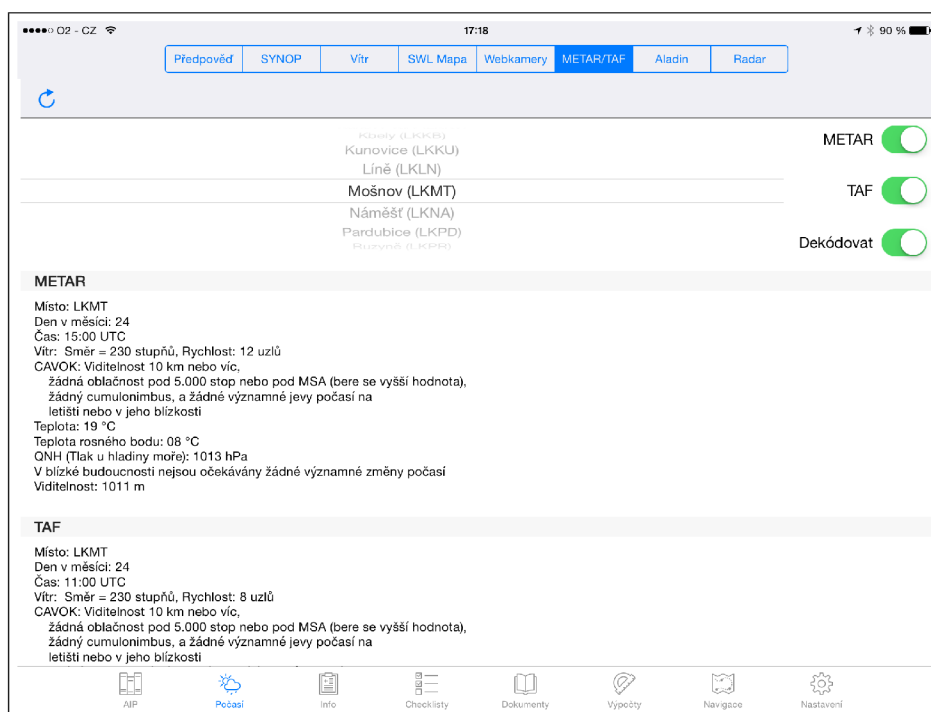 O2 - CZ 17:18 90 %
Předpověď SYNOP Vítr SWL Mapa Webkamery METAR/TAF Aladin Radar
Kbely (LKKB)
Kunovice (LKKU)
Líně (LKLN)
Mošnov (LKMT)
Náměšť (LKNA)
Pardubice (LKPD)
Ruzyně (LKPR)
METAR
TAF
Dekódovat
METAR
Místo: LKMT
Den v měsíci: 24
Čas: 15:00 UTC
Vítr: Směr = 230 stupňů, Rychlost: 12 uzlů
CAVOK: Viditelnost 10 km nebo víc,
žádná oblačnost pod 5.000 stop nebo pod MSA (bere se vyšší hodnota),
žádný cumulonimbus, a žádné významné jevy počasí na
letišti nebo v jeho blízkosti
Teplota: 19 °C
Teplota rosného bodu: 08 °C
QNH (Tlak u hladiny moře): 1013 hPa
V blízké budoucnosti nejsou očekávány žádné významné změny počasí
Viditelnost: 1011 m
TAF
Místo: LKMT
Den v měsíci: 24
Čas: 11:00 UTC
Vítr: Směr = 230 stupňů, Rychlost: 8 uzlů
CAVOK: Viditelnost 10 km nebo víc,
žádná oblačnost pod 5.000 stop nebo pod MSA (bere se vyšší hodnota),
žádný cumulonimbus, a žádné významné jevy počasí na
letišti nebo v jeho blízkosti
AIP Počasí Info Checklisty Dokumenty Výpočty Navigace Nastavení